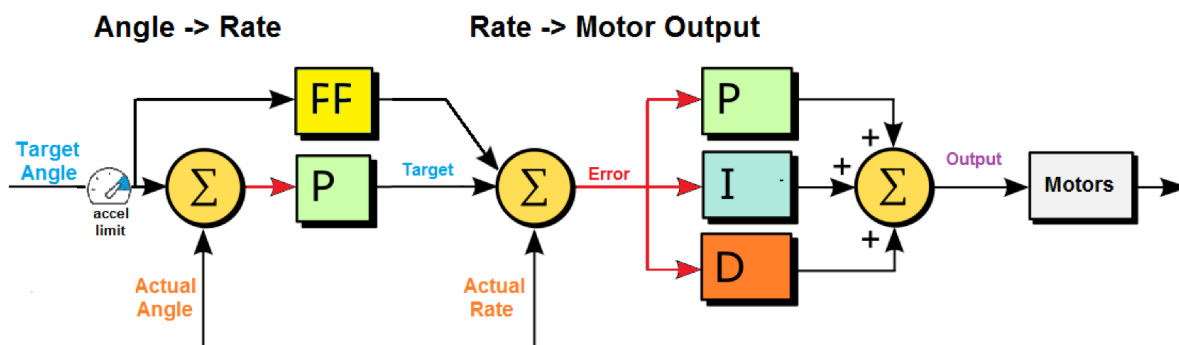 Angle -> Rate
Rate -> Motor Output
FF
P
Target
Angle
accel
limit
Σ
P
Target
Σ
Error
P
I
D
+
+
+
Σ
Output
Motors
Actual
Angle
Actual
Rate